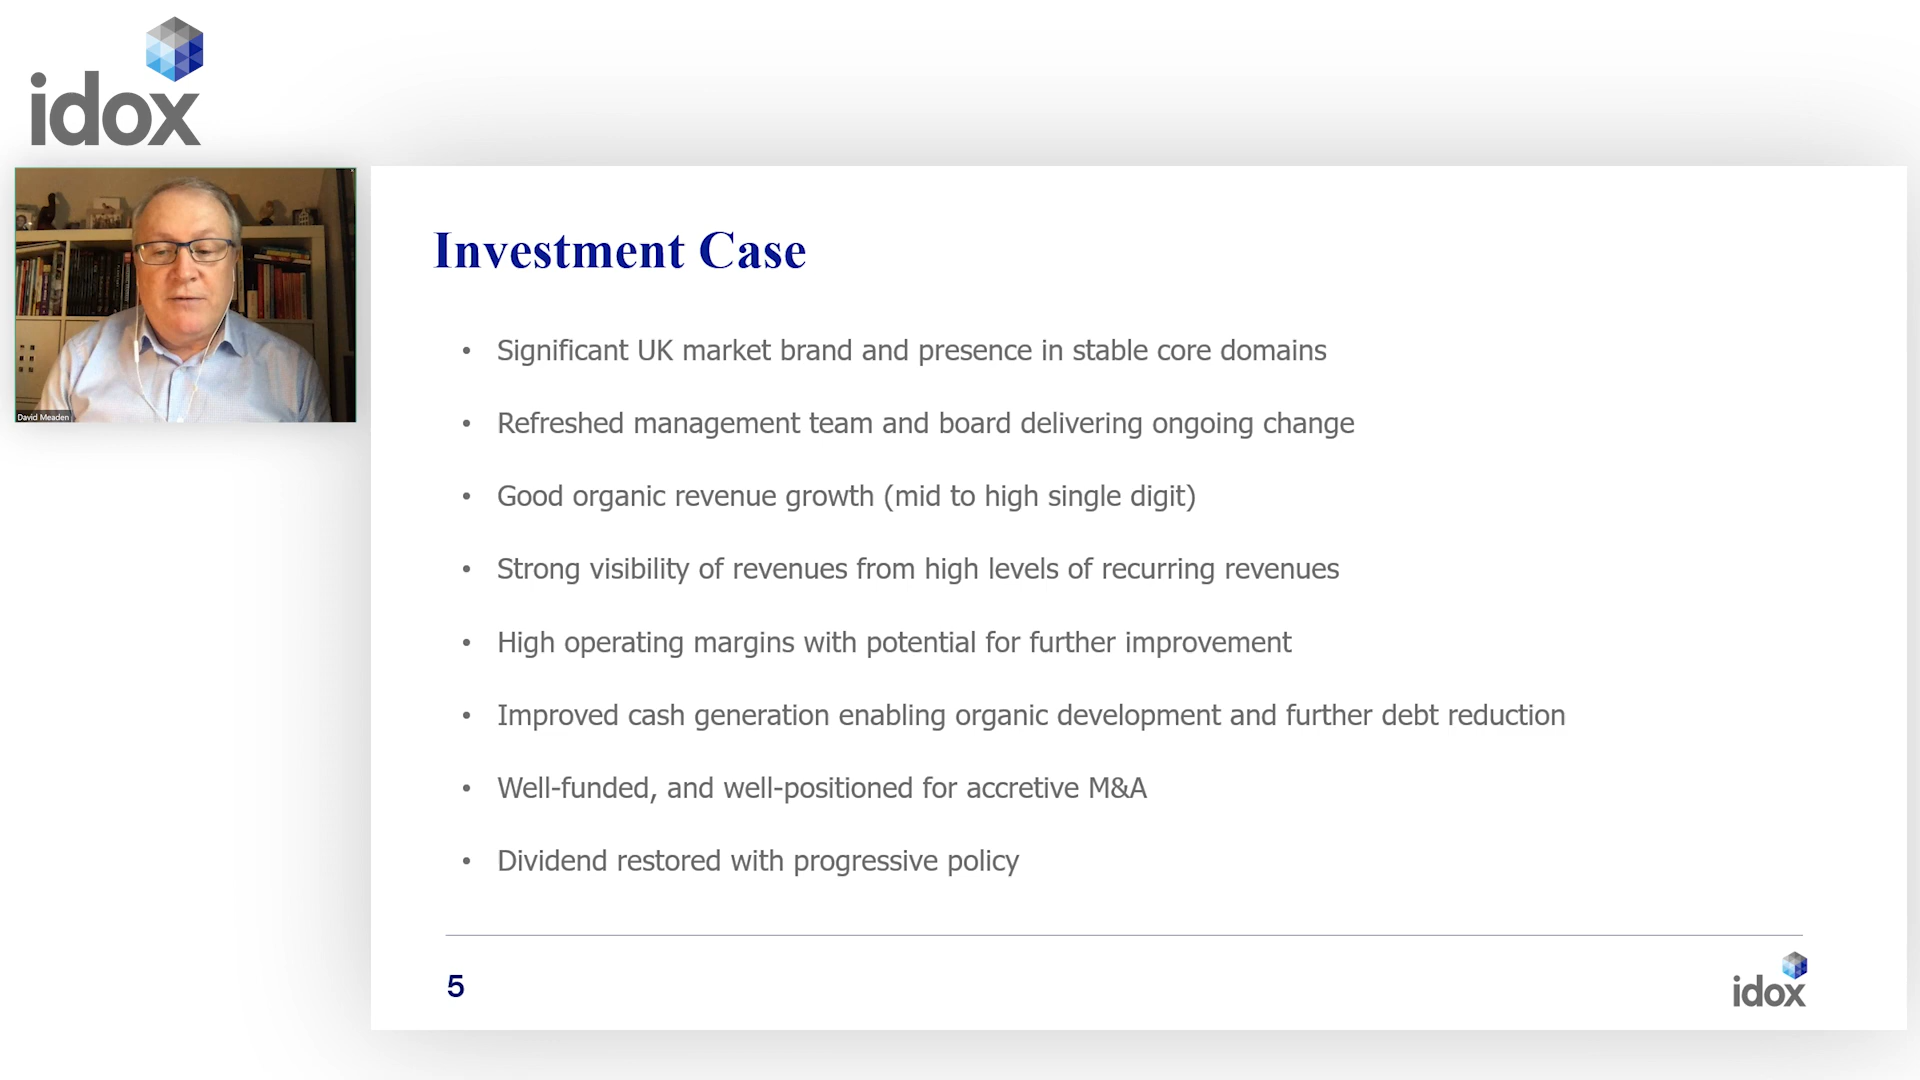 idox
David Meaden
Investment Case
• Significant UK market brand and presence in stable core domains
• Refreshed management team and board delivering ongoing change
• Good organic revenue growth (mid to high single digit)
• Strong visibility of revenues from high levels of recurring revenues
• High operating margins with potential for further improvement
• Improved cash generation enabling organic development and further debt reduction
• Well-funded, and well-positioned for accretive M&A
• Dividend restored with progressive policy
5
idox